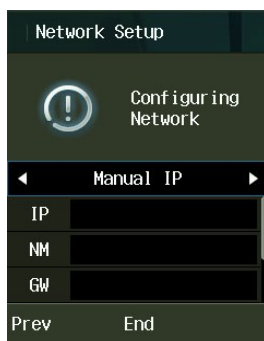 Network Setup
Configuring
Network
Manual IP
IP
NM
GW
Prev End